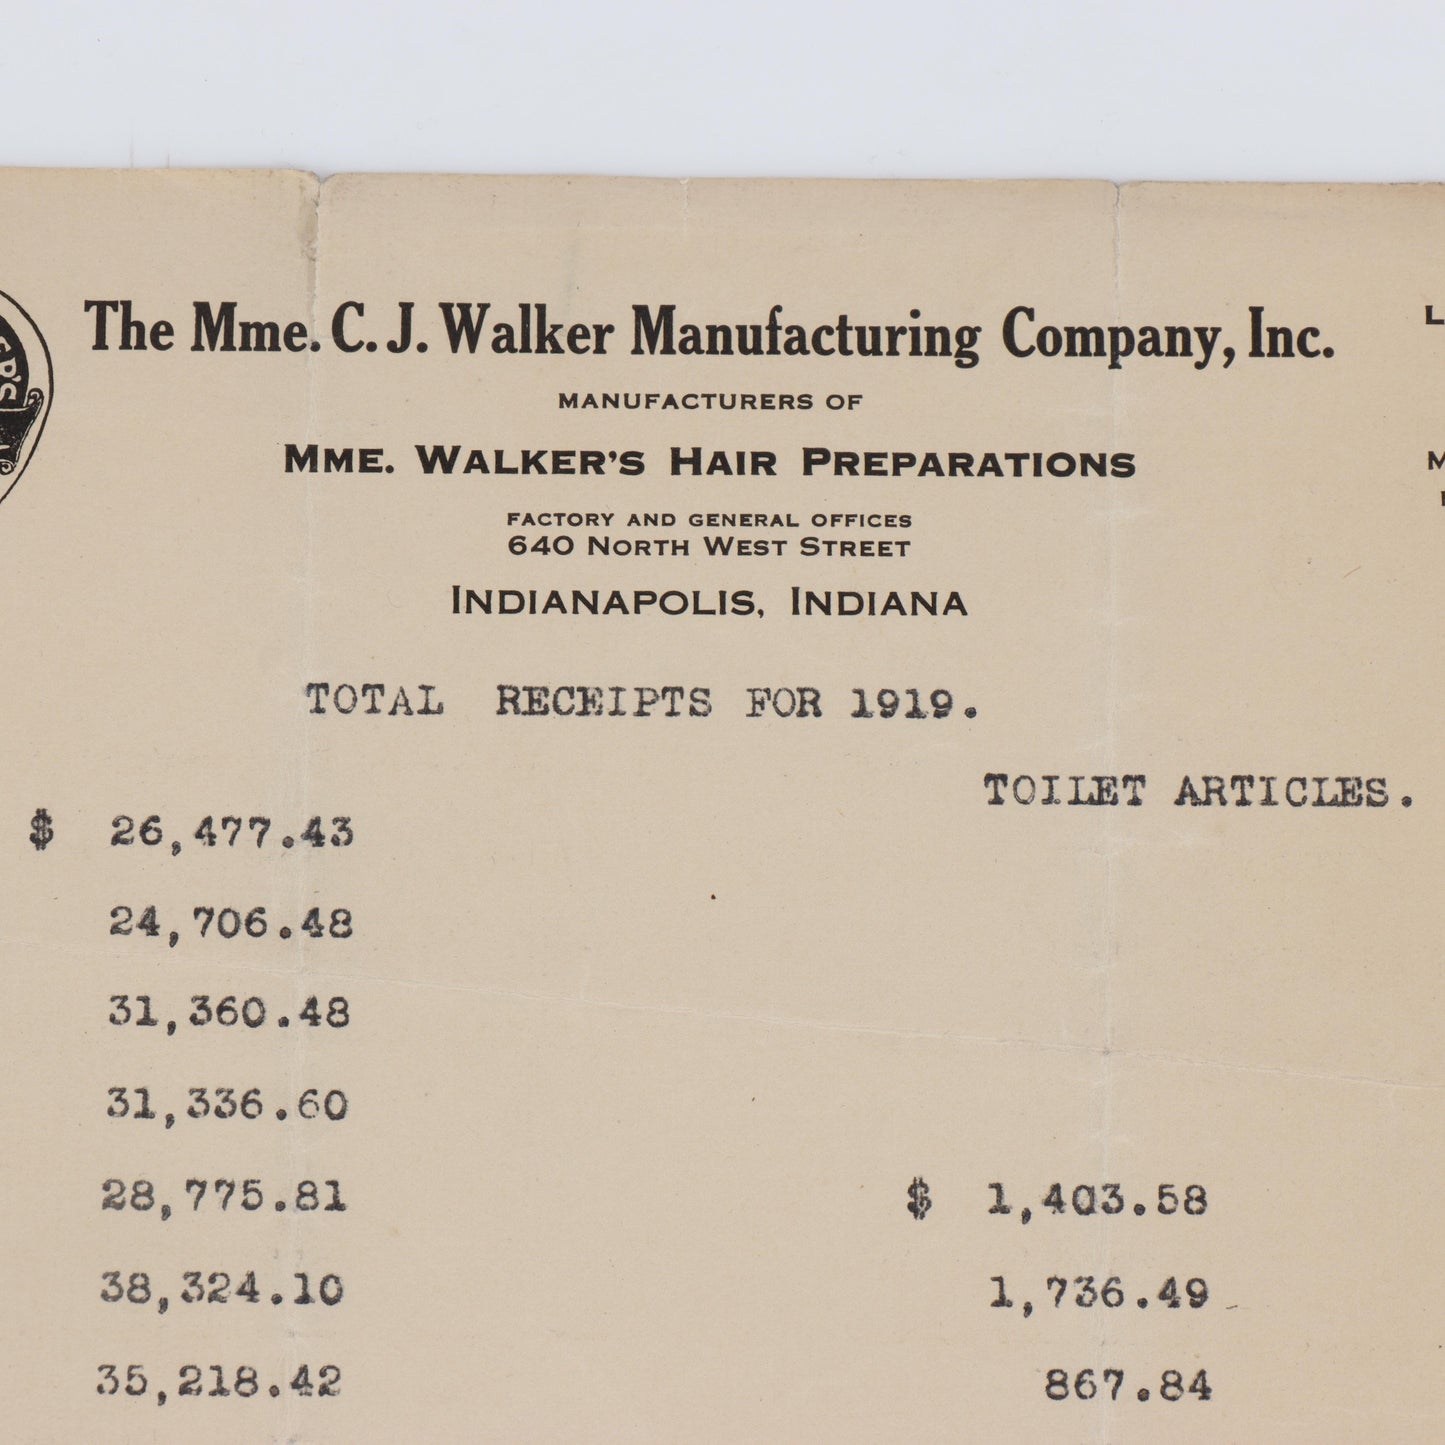 The Mme. C. J. Walker Manufacturing Company, Inc.
MANUFACTURERS OF
MME. WALKER'S HAIR PREPARATIONS
FACTORY AND GENERAL OFFICES
640 NORTH WEST STREET
INDIANAPOLIS, INDIANA
TOTAL RECEIPTS FOR 1919.
TOILET ARTICLES.
$ 26,477.43
24,706.48
31,360.48
31,336.60
28,775.81 $ 1,403.58
38,324.10 1,736.49
35,218.42 867.84